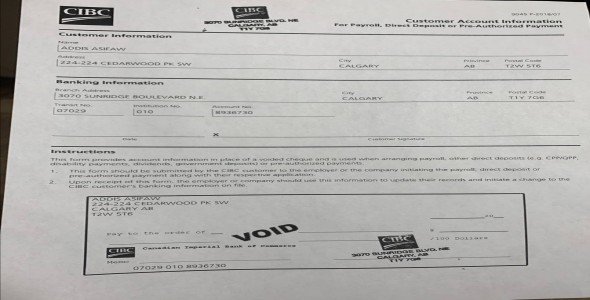 CIBC
CIBC
3070 SUNRIDGE BLVD. NE
CALGARY, AB
T1Y 7G8
9045 P-2016/01
Customer Account Information
For Payroll, Direct Deposit or Pre-Authorized Payment
Customer Information
Name
ADDIS ASIFAW
Address City Province Postal Code
224-224 CEDARWOOD PK SW CALGARY AB T2W 5T6
Banking Information
Branch Address City Province Postal Code
3070 SUNRIDGE BOULEVARD N.E. CALGARY AB T1Y 7G8
Transit No. Institution No. Account No.
07029 010 8936730
X
Date Customer Signature
Instructions
This form provides account information in place of a voided cheque and is used when arranging payroll, other direct deposits (e.g. CPP/QPP,
disability payments, dividends, government deposits) or pre-authorized payments.
1. This form should be submitted by the CIBC customer to the employer or the company initiating the payroll, direct deposit or
pre-authorized payment along with their respective application.
2. Upon receipt of this form, the employer or company should use this information to update their records and initiate a change to the
CIBC customer's banking information on file.
ADDIS ASIFAW
224-224 CEDARWOOD PK SW
CALGARY AB
T2W 5T6
20
Pay to the order of $
VOID
/100 Dollars
CIBC Canadian Imperial Bank of Commerce
CIBC
3070 SUNRIDGE BLVD. NE
CALGARY, AB
T1Y 7G8
Memo
07029 010 8936730